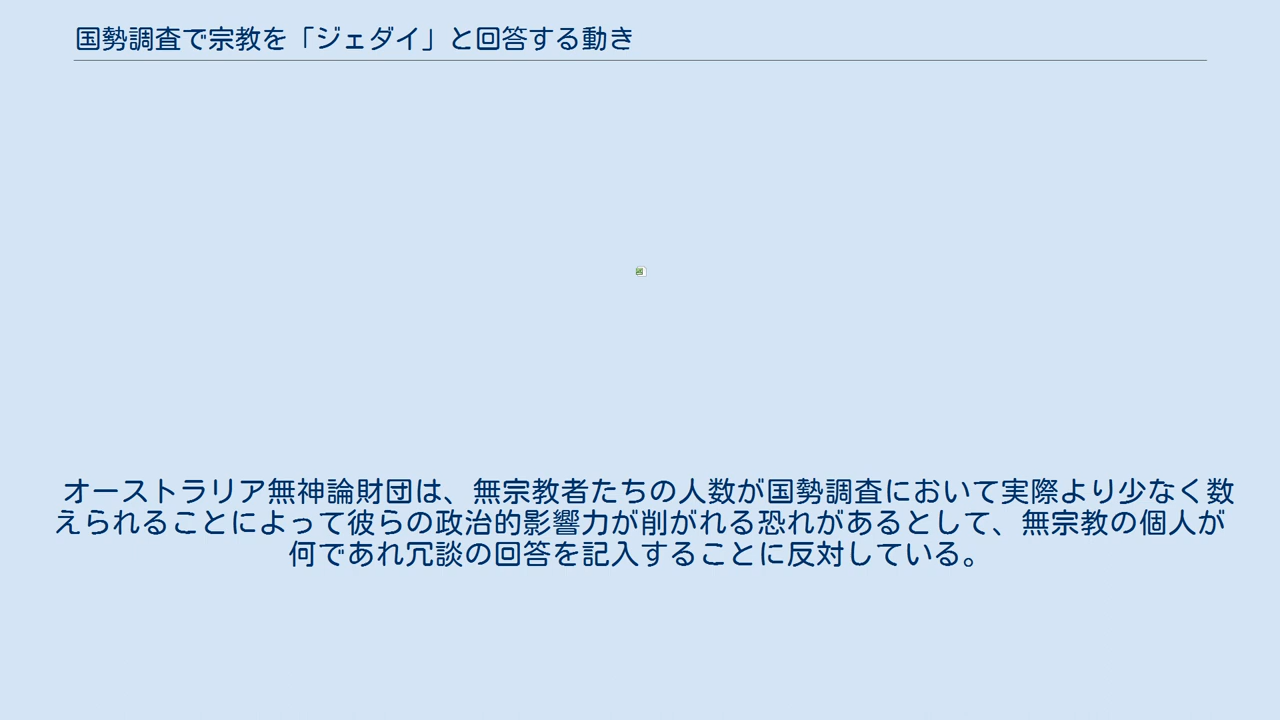 国勢調査で宗教を「ジェダイ」と回答する動き
オーストラリア無神論財団は、無宗教者たちの人数が国勢調査において実際より少なく数
えられることによって彼らの政治的影響力が削がれる恐れがあるとして、無宗教の個人が
何であれ冗談の回答を記入することに反対している。